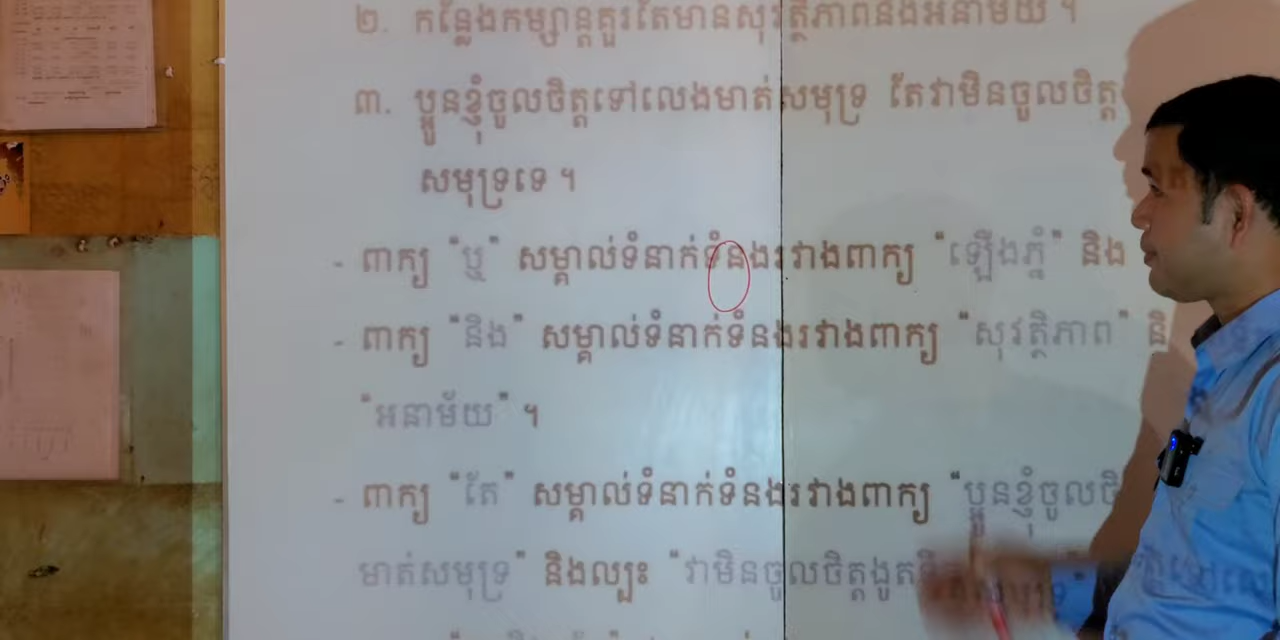 ២. កន្លែងកម្សាន្តគួរតែមានសុវត្ថិភាពនិងអនាម័យ ។
៣. ប្អូនខ្ញុំចូលចិត្តទៅលេងមាត់សមុទ្រ តែវាមិនចូលចិត្ត
សមុទ្រទេ ។
- ពាក្យ "ឬ" សម្គាល់ទំនាក់ទំនងរវាងពាក្យ "ឡើងភ្នំ" និង
- ពាក្យ "និង" សម្គាល់ទំនាក់ទំនងរវាងពាក្យ "សុវត្ថិភាព" និ
"អនាម័យ" ។
- ពាក្យ "តែ" សម្គាល់ទំនាក់ទំនងរវាងពាក្យ "ប្អូនខ្ញុំចូលចិ
មាត់សមុទ្រ" និងល្បះ "វាមិនចូលចិត្តងូតទឹ